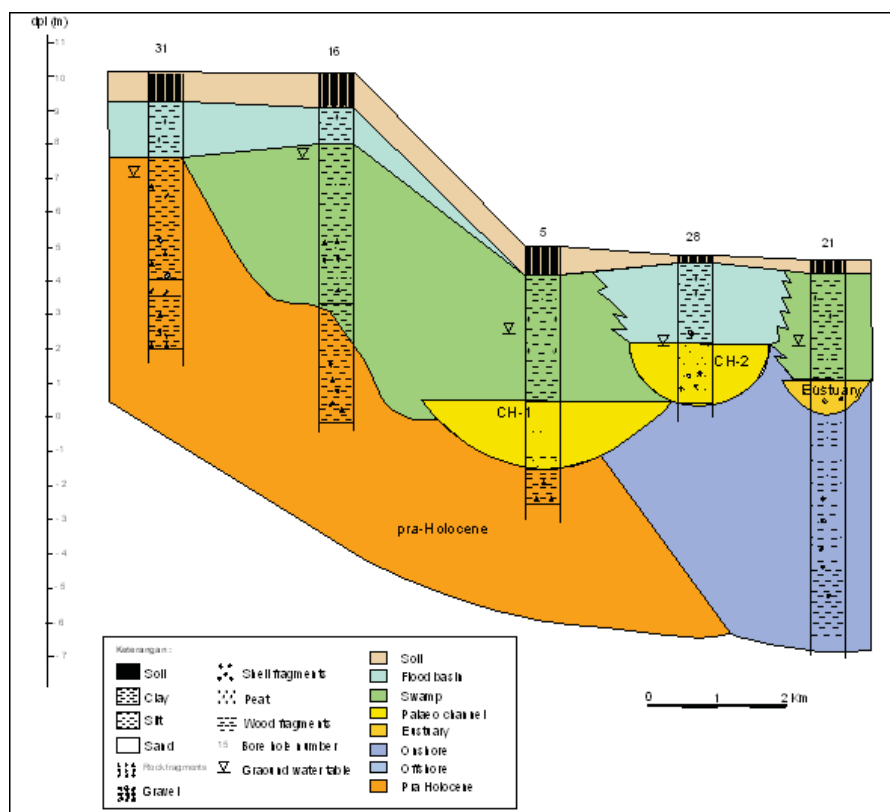 dpl (m)
11
10
9
8
7
6
5
4
3
2
1
0
-1
-2
-3
-4
-5
-6
-7
31
16
5
28
21
CH-2
Eustuary
CH-1
pra-Holocene
Keterangan :
Soil
Clay
Silt
Sand
Rock fragments
Gravel
Shell fragments
Peat
Wood fragments
15 Bore hole number
Graound water table
Soil
Flood basin
Swamp
Palaeo channel
Eustuary
Onshore
Offshore
Pra Holocene
0 1 2 Km